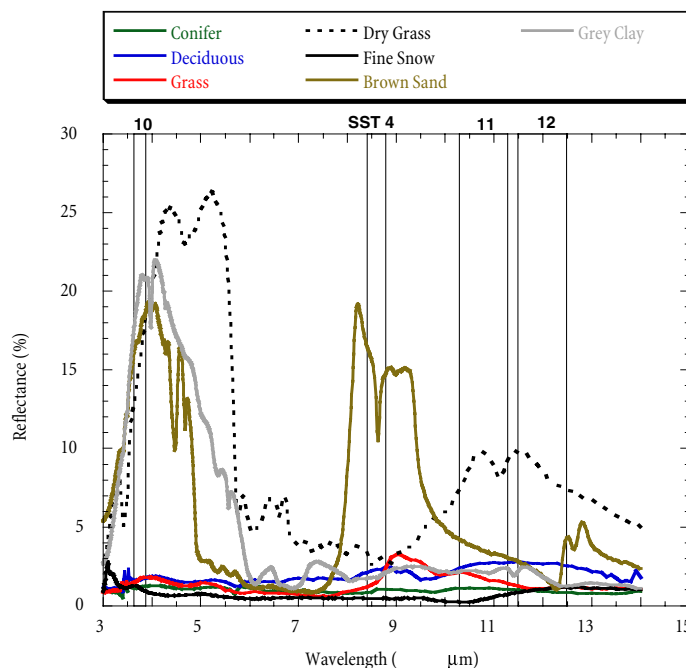 Conifer Dry Grass Grey Clay
Deciduous Fine Snow
Grass Brown Sand
10 SST 4 11 12
30
25
20
15
10
5
0
Reflectance (%)
3 5 7 9 11 13 15
Wavelength ( μm)